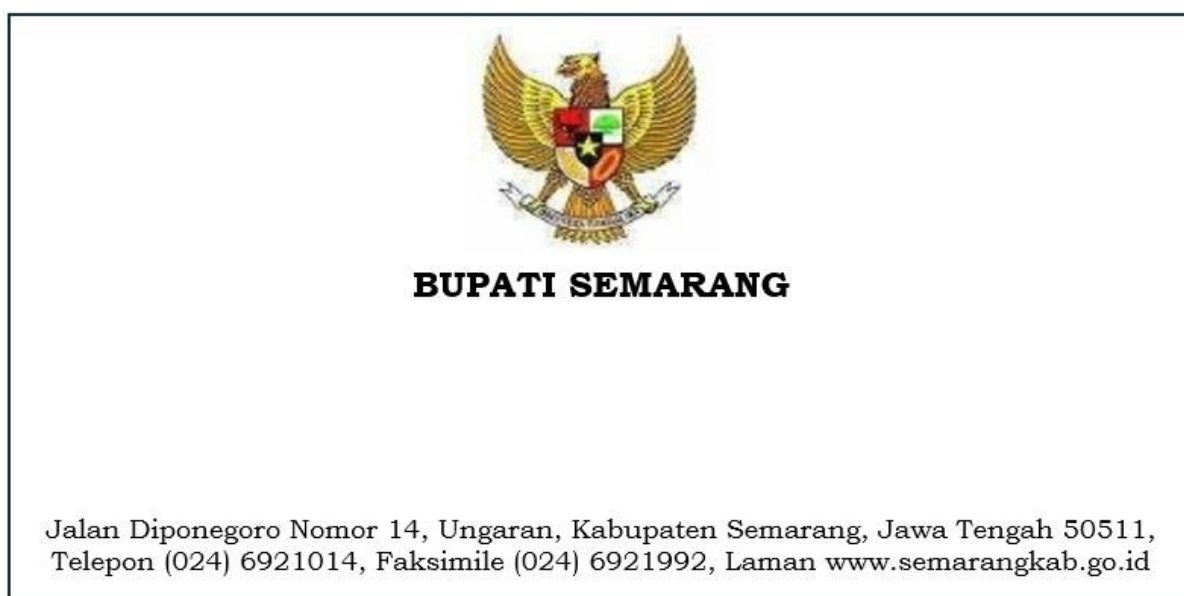 BUPATI SEMARANG
Jalan Diponegoro Nomor 14, Ungaran, Kabupaten Semarang, Jawa Tengah 50511,
Telepon (024) 6921014, Faksimile (024) 6921992, Laman www.semarangkab.go.id